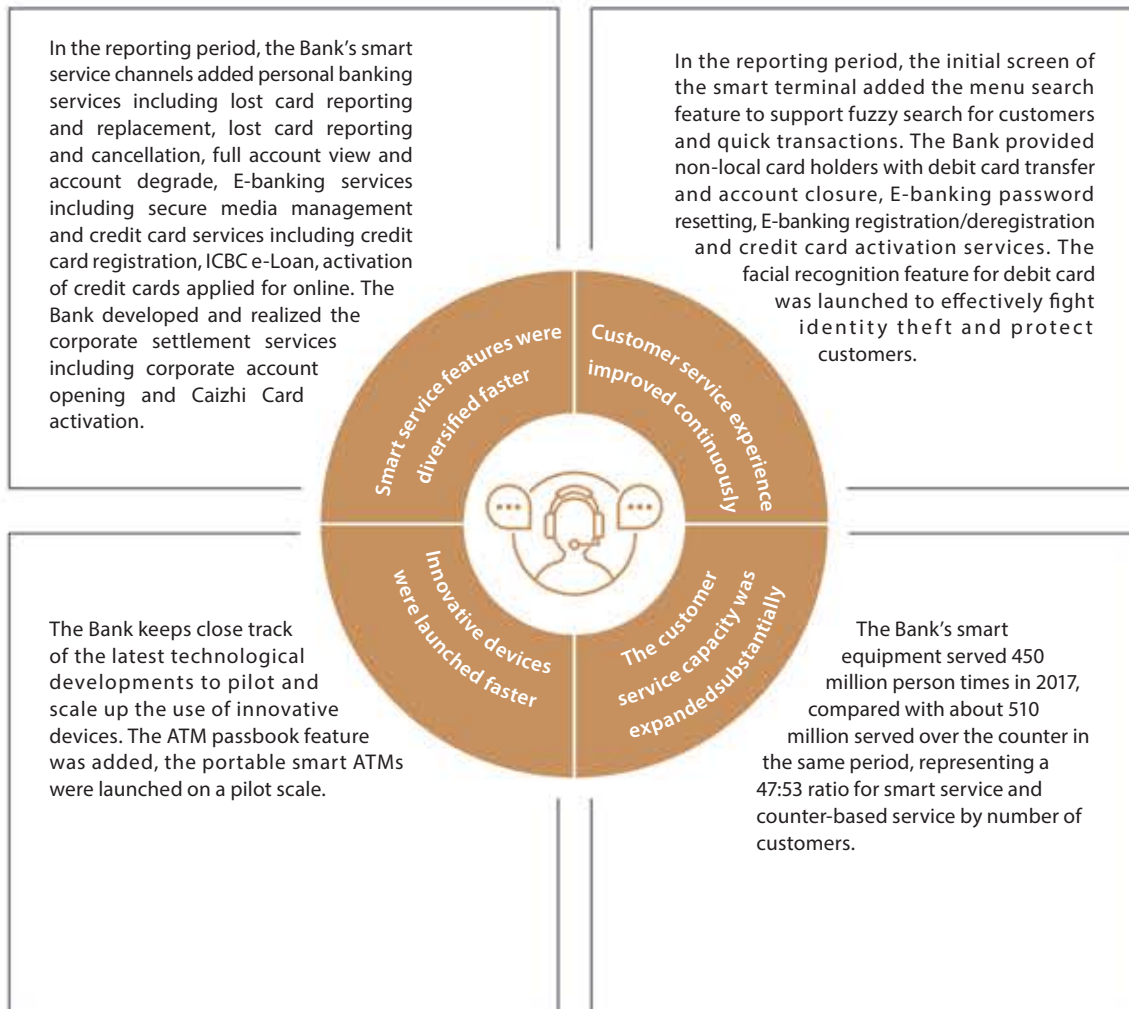 In the reporting period, the Bank's smart
service channels added personal banking
services including lost card reporting
and replacement, lost card reporting
and cancellation, full account view and
account degrade, E-banking services
including secure media management
and credit card services including credit
card registration, ICBC e-Loan, activation
of credit cards applied for online. The
Bank developed and realized the
corporate settlement services
including corporate account
opening and Caizhi Card
activation.
In the reporting period, the initial screen of
the smart terminal added the menu search
feature to support fuzzy search for customers
and quick transactions. The Bank provided
non-local card holders with debit card transfer
and account closure, E-banking password
resetting, E-banking registration/deregistration
and credit card activation services. The
facial recognition feature for debit card
was launched to effectively fight
identity theft and protect
customers.
Smart service features were
diversified faster
Customer service experience
improved continuously
Innovative devices
were launched faster
The customer
service capacity was
expandedsubstantially
The Bank keeps close track
of the latest technological
developments to pilot and
scale up the use of innovative
devices. The ATM passbook feature
was added, the portable smart ATMs
were launched on a pilot scale.
The Bank's smart
equipment served 450
million person times in 2017,
compared with about 510
million served over the counter in
the same period, representing a
47:53 ratio for smart service and
counter-based service by number of
customers.